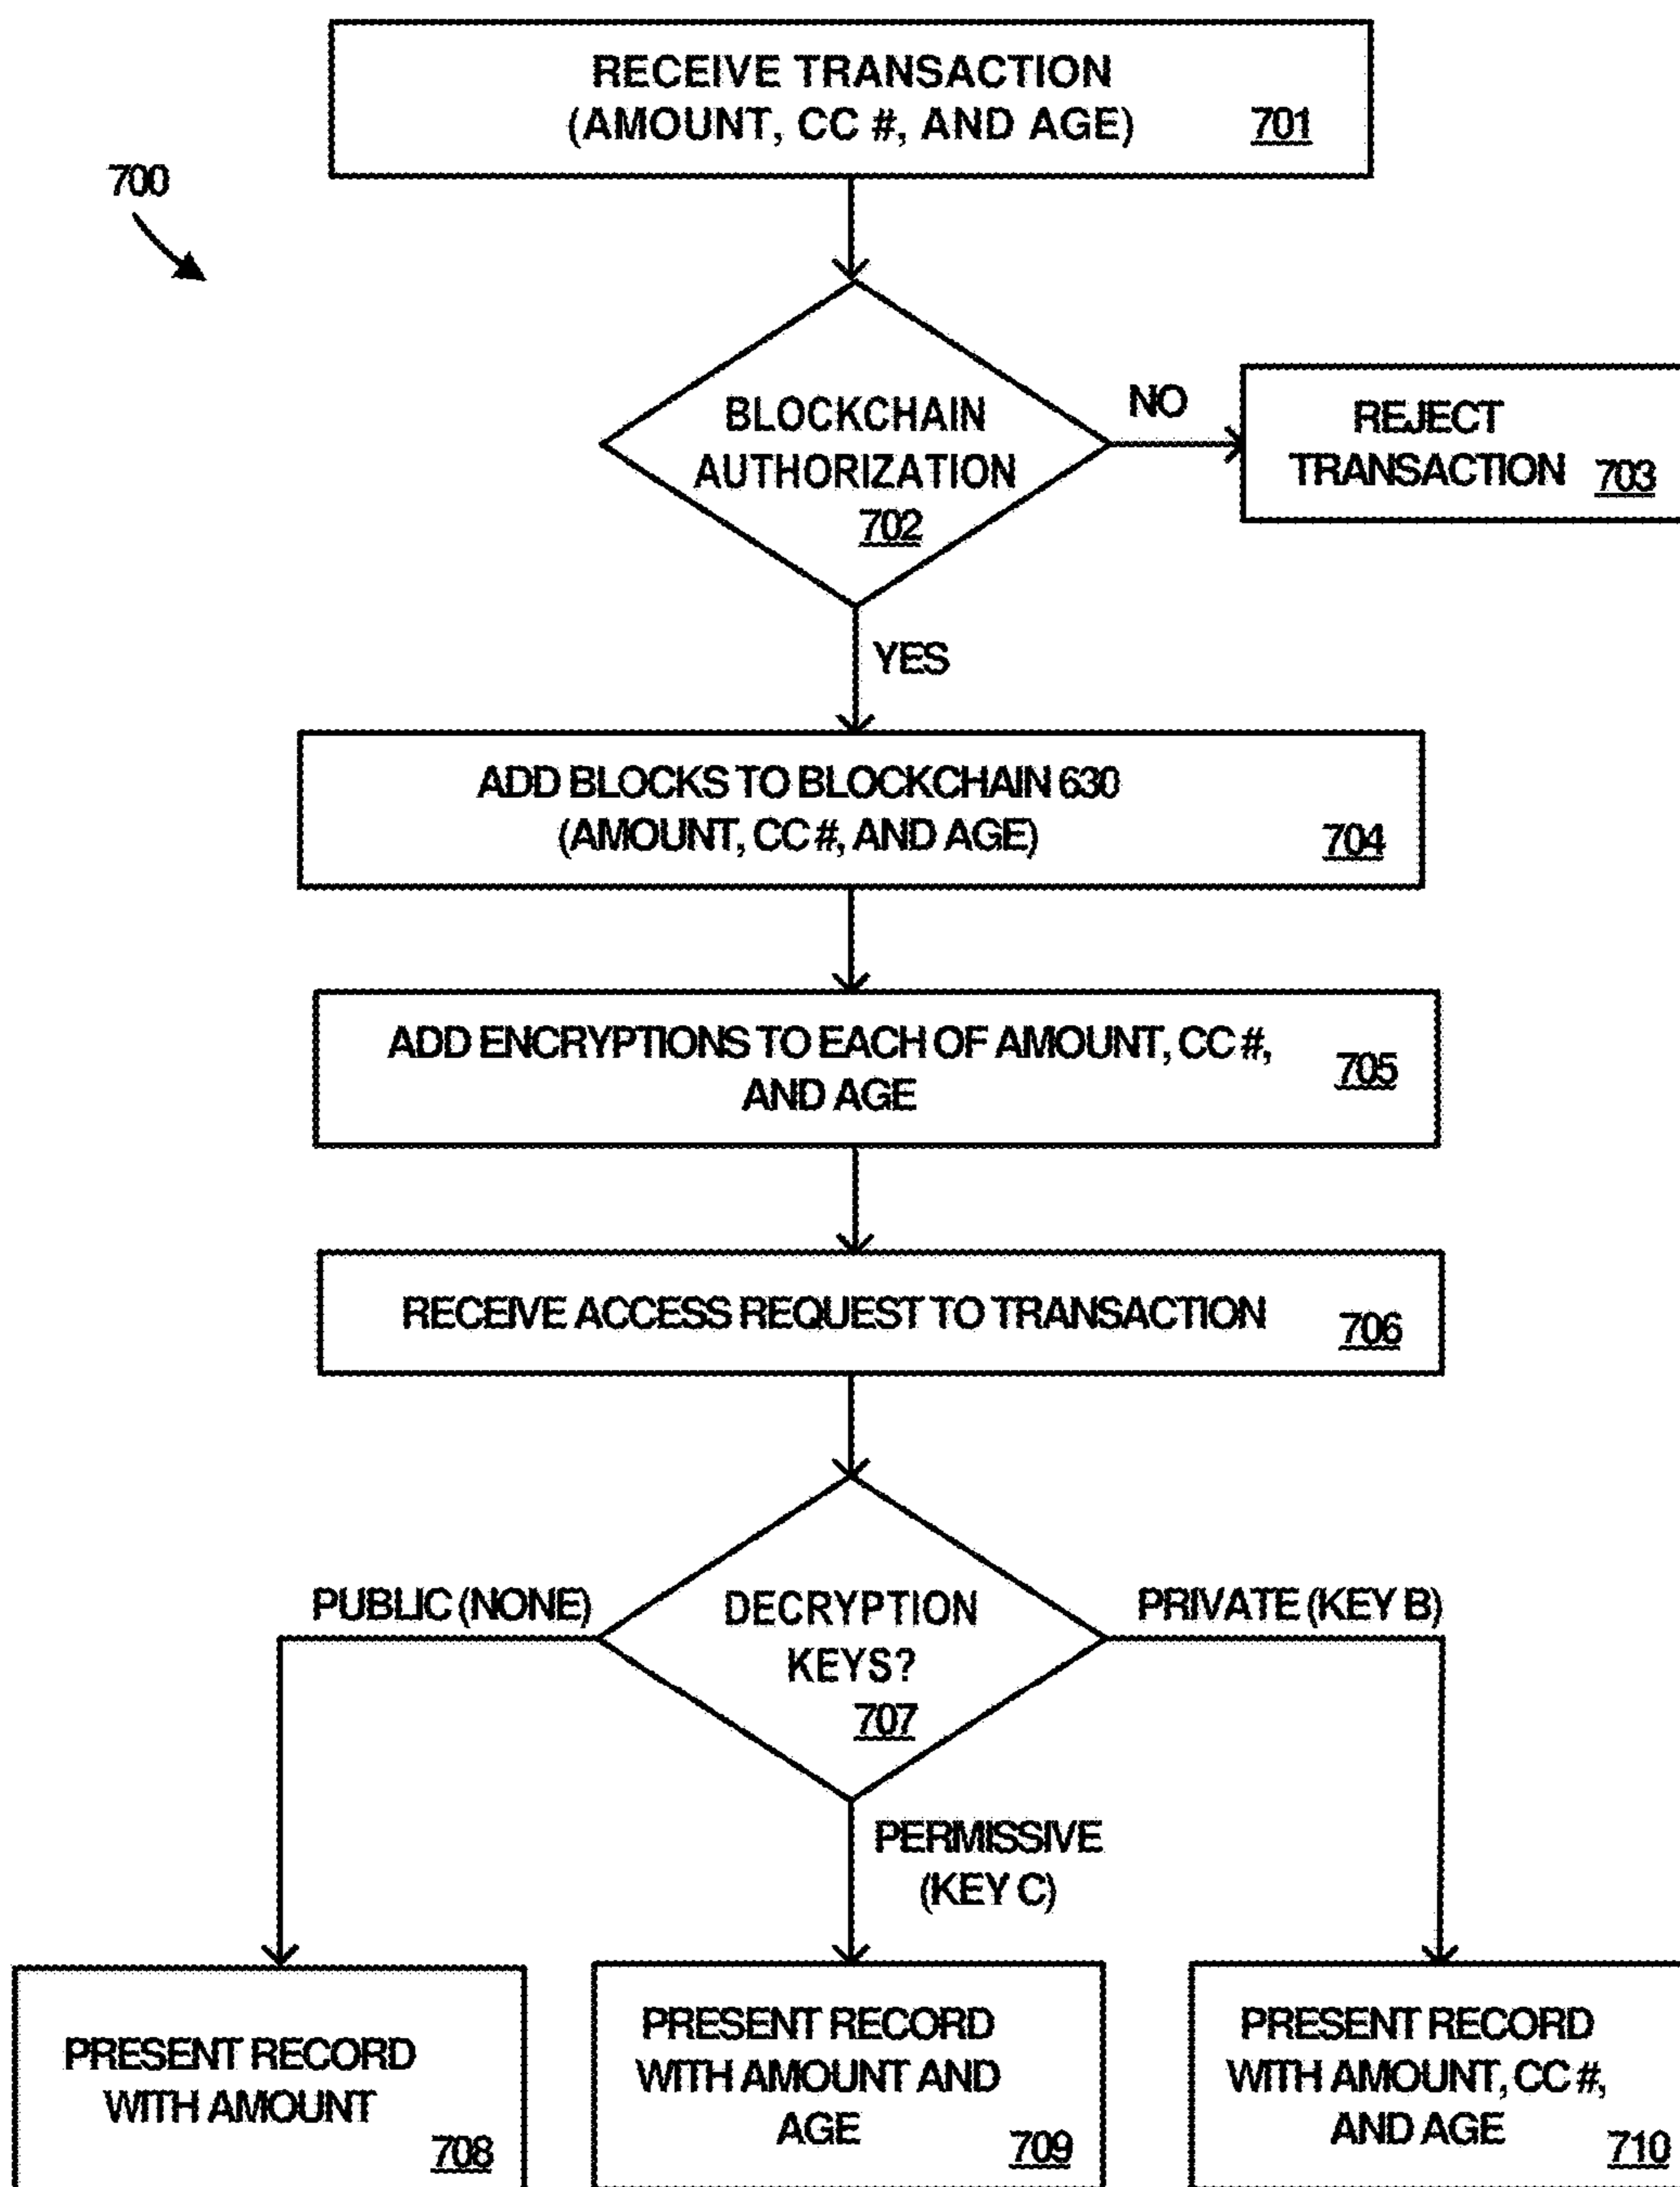 RECEIVE TRANSACTION
(AMOUNT, CC #, AND AGE)
701
700
BLOCKCHAIN
AUTHORIZATION
702
NO
REJECT
TRANSACTION
703
YES
ADD BLOCKS TO BLOCKCHAIN 630
(AMOUNT, CC #, AND AGE)
704
ADD ENCRYPTIONS TO EACH OF AMOUNT, CC #,
AND AGE
705
RECEIVE ACCESS REQUEST TO TRANSACTION
706
PUBLIC (NONE)
DECRYPTION
KEYS?
707
PRIVATE (KEY B)
PERMISSIVE
(KEY C)
PRESENT RECORD
WITH AMOUNT
708
PRESENT RECORD
WITH AMOUNT AND
AGE
709
PRESENT RECORD
WITH AMOUNT, CC #,
AND AGE
710